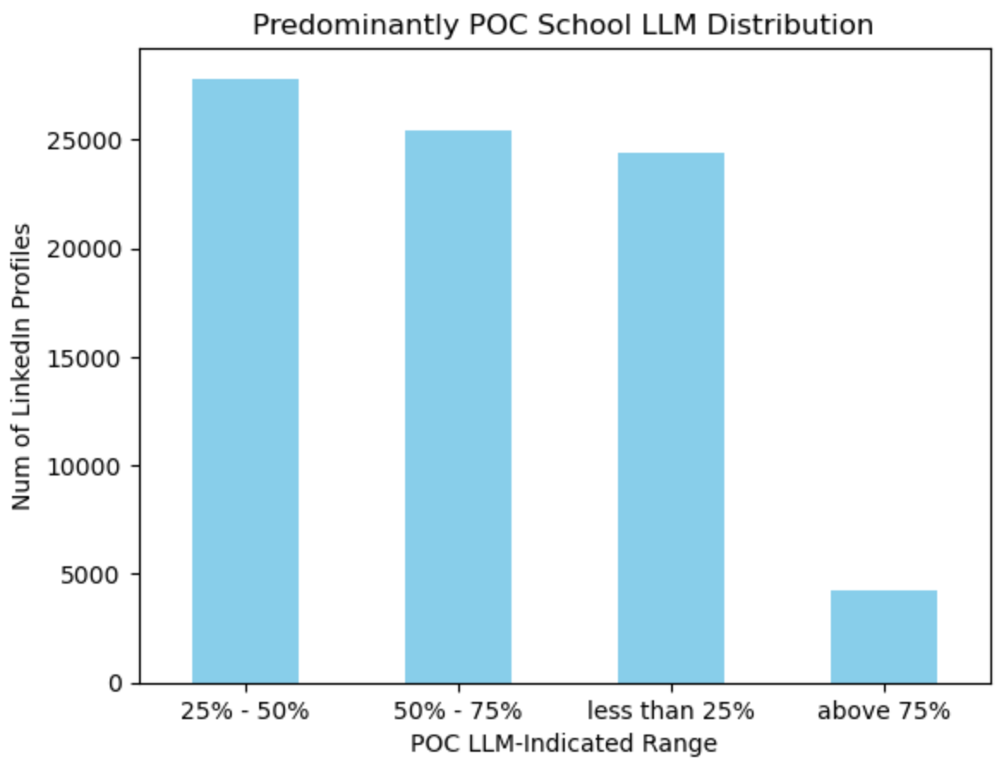 Predominantly POC School LLM Distribution
Num of LinkedIn Profiles
25000
20000
15000
10000
5000
0
25% - 50%
50% - 75%
less than 25%
above 75%
POC LLM-Indicated Range